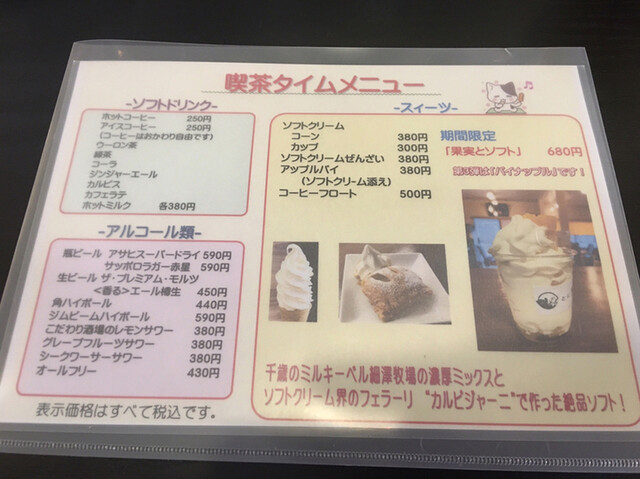 喫茶タイムメニュー
-ソフトドリンク-
ホットコーヒー 250円
アイスコーヒー 250円
(コーヒーはおかわり自由です)
ウーロン茶
緑茶
コーラ
ジンジャーエール
カルピス
カフェラテ
ホットミルク 各380円
-アルコール類-
瓶ビール アサヒスーパードライ 590円
サッポロラガー赤星 590円
生ビール ザ・プレミアム・モルツ
<香る>エール樽生 450円
角ハイボール 440円
ジムビームハイボール 590円
こだわり酒場のレモンサワー 380円
グレープフルーツサワー 380円
シークワーサーサワー 380円
オールフリー 430円
表示価格はすべて税込です。
-スィーツ-
ソフトクリーム
コーン 380円
カップ 300円
ソフトクリームぜんざい 380円
アップルパイ 380円
(ソフトクリーム添え)
コーヒーフロート 500円
期間限定
「果実とソフト」 680円
第3弾は「パイナップル」です！
千歳のミルキーベル細澤牧場の濃厚ミックスと
ソフトクリーム界のフェラーリ "カルピジャーニ"で作った絶品ソフト！